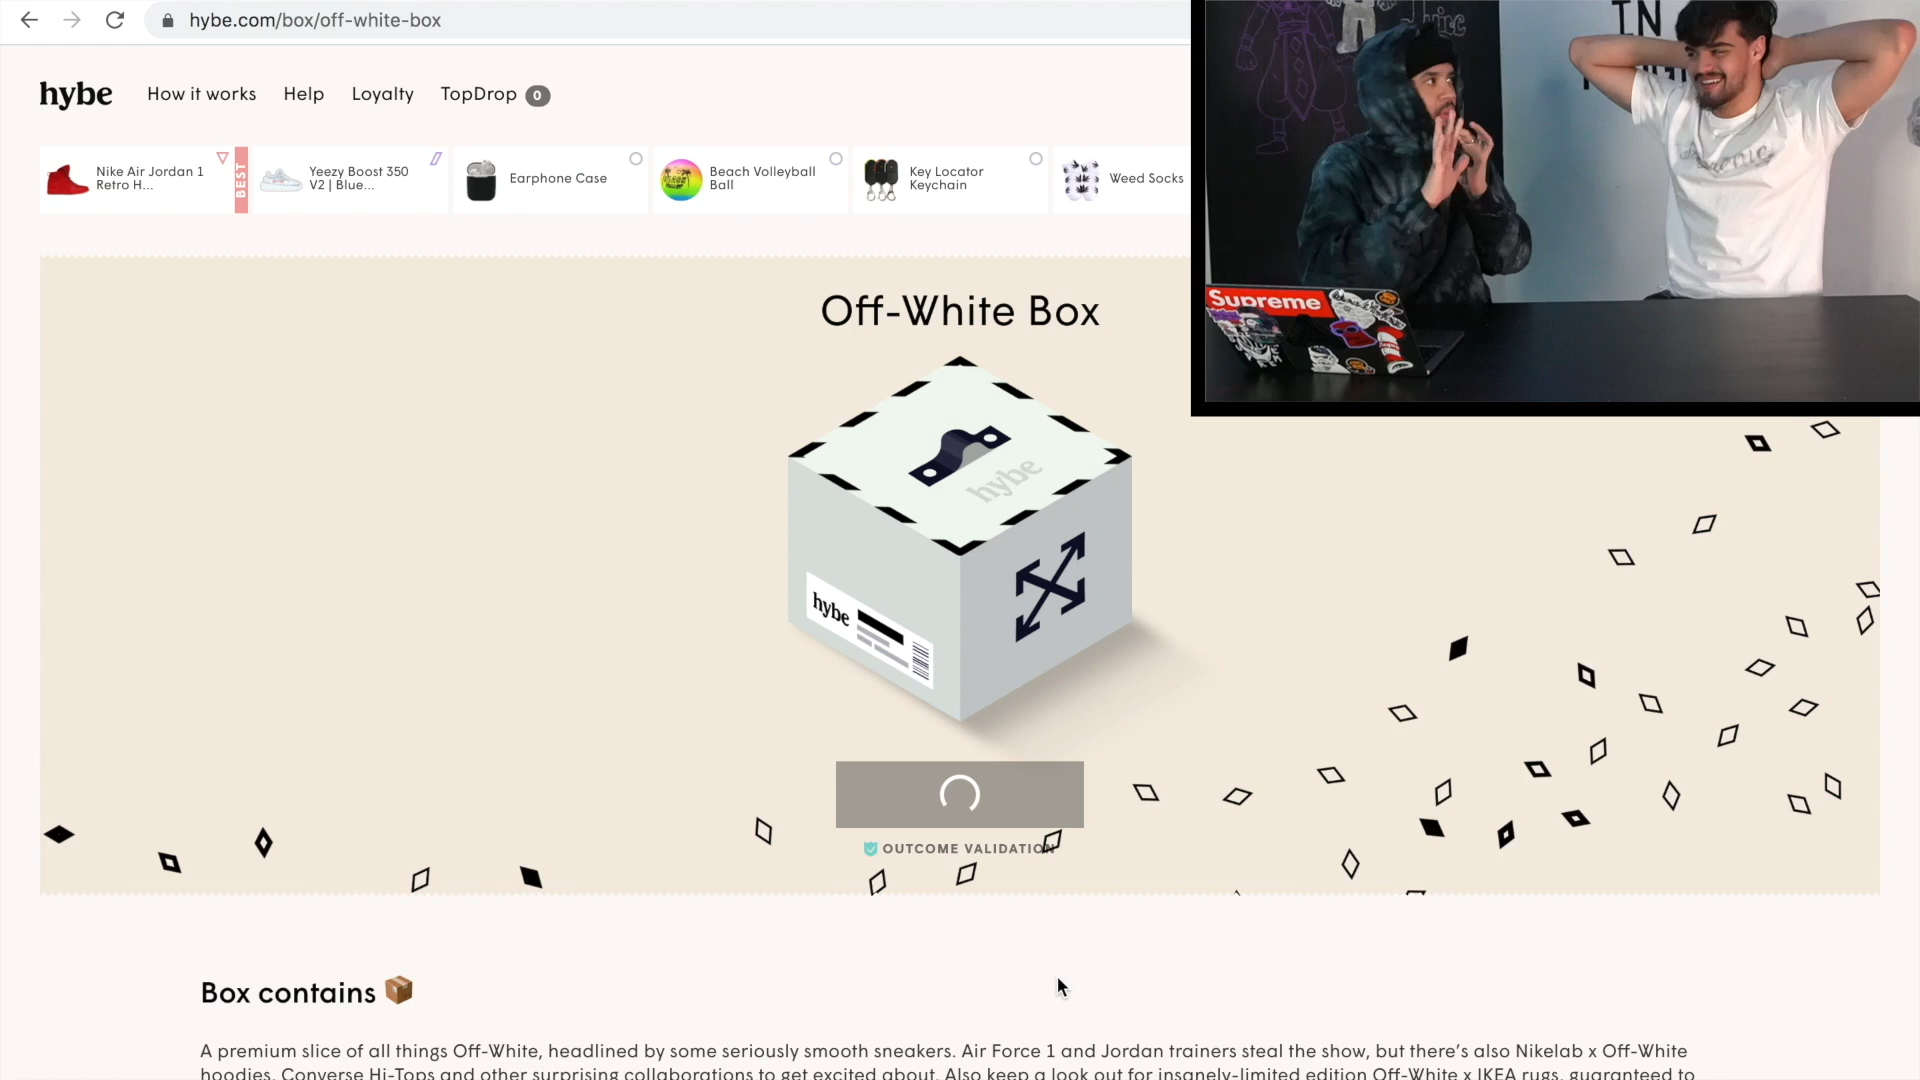 hybe.com/box/off-white-box
hybe
How it works
Help
Loyalty
TopDrop
0
Nike Air Jordan 1
Retro H...
BEST
Yeezy Boost 350
V2 | Blue...
Earphone Case
Beach Volleyball
Ball
Key Locator
Keychain
Weed Socks
IN
Supreme
Off-White Box
hybe
hybe
OUTCOME VALIDATION
Box contains
A premium slice of all things Off-White, headlined by some seriously smooth sneakers. Air Force 1 and Jordan trainers steal the show, but there's also Nikelab x Off-White
hoodies, Converse Hi-Tops and other surprising collaborations to get excited about. Also keep a look out for insanely-limited edition Off-White x IKEA rugs, guaranteed to